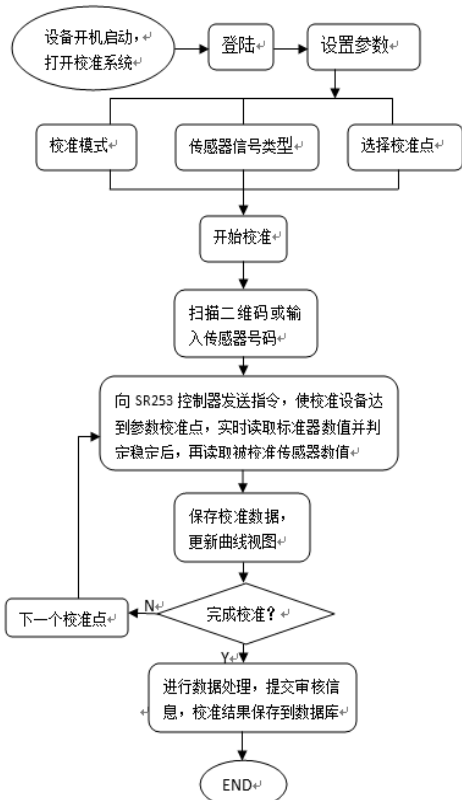 设备开机启动，
打开校准系统
登陆
设置参数
校准模式
传感器信号类型
选择校准点
开始校准
扫描二维码或输
入传感器号码
向 SR253 控制器发送指令，使校准设备达
到参数校准点，实时读取标准器数值并判
定稳定后，再读取被校准传感器数值
保存校准数据，
更新曲线视图
完成校准？
N
下一个校准点
Y
进行数据处理，提交审核信
息，校准结果保存到数据库
END